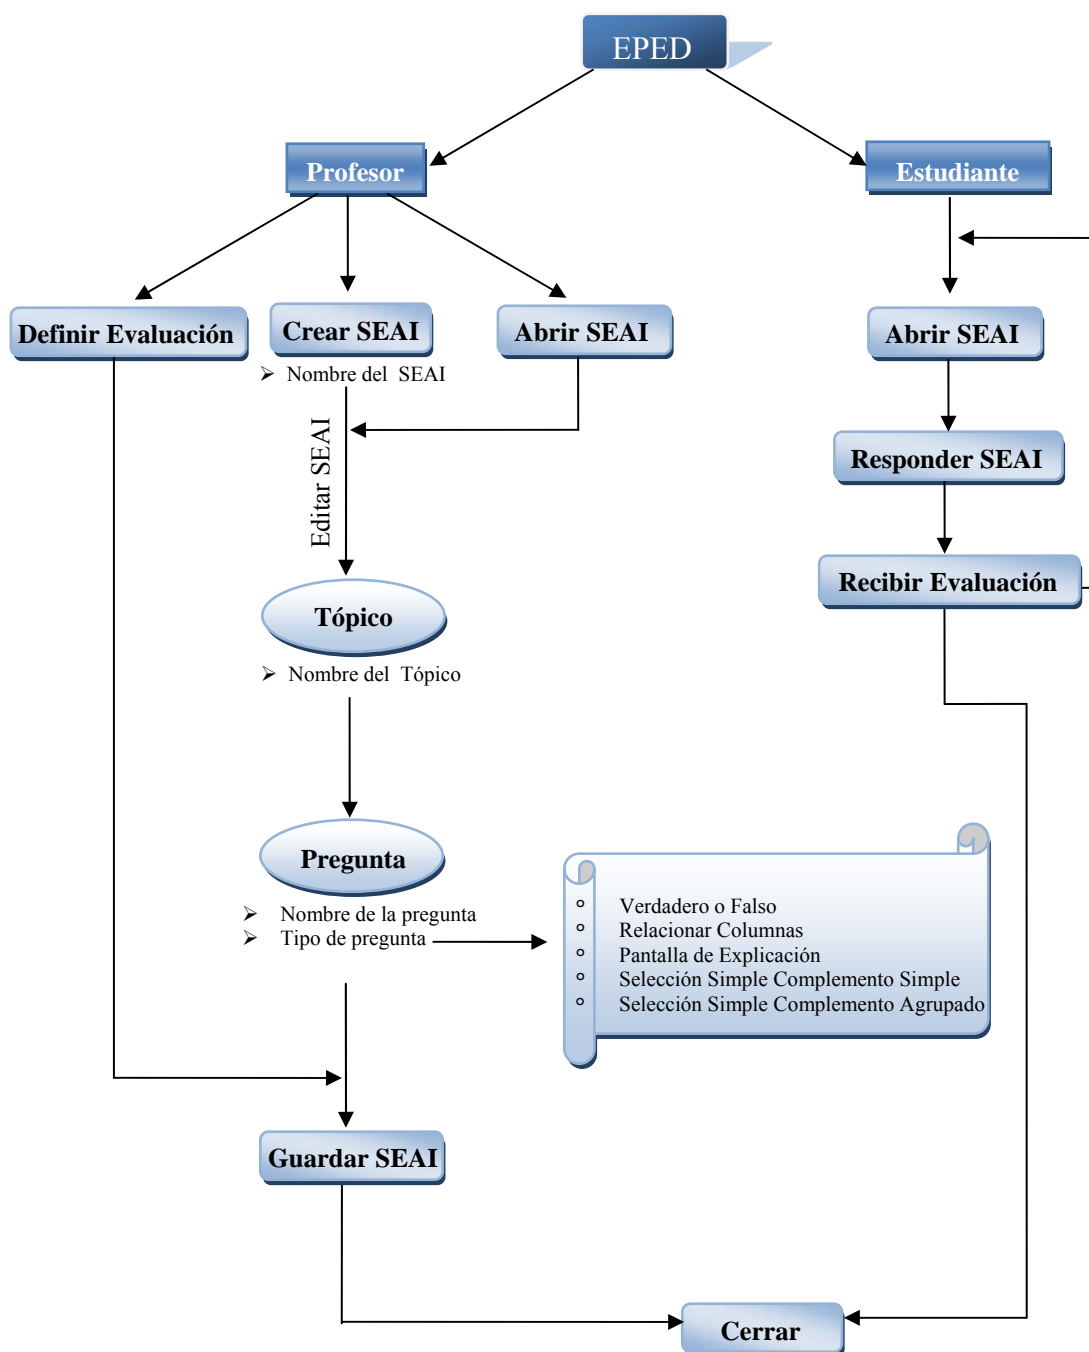 EPED
Profesor
Estudiante
Definir Evaluación
Crear SEAI
Abrir SEAI
Abrir SEAI
➢ Nombre del SEAI
Editar SEAI
Responder SEAI
Recibir Evaluación
Tópico
➢ Nombre del Tópico
Pregunta
➢ Nombre de la pregunta
➢ Tipo de pregunta
° Verdadero o Falso
° Relacionar Columnas
° Pantalla de Explicación
° Selección Simple Complemento Simple
° Selección Simple Complemento Agrupado
Guardar SEAI
Cerrar